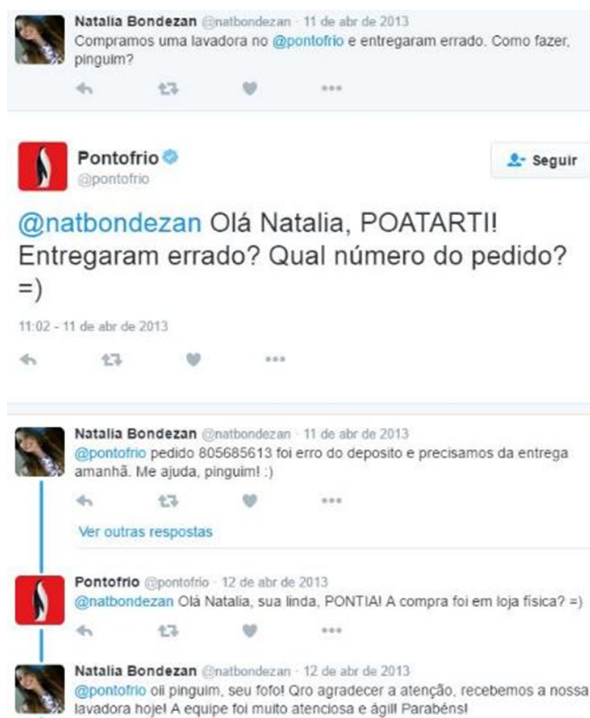 Natalia Bondezan @natbondezan · 11 de abr de 2013
Compramos uma lavadora no @pontofrio e entregaram errado. Como fazer,
pinguim?
Pontofrio
@pontofrio
Seguir
@natbondezan Olá Natalia, POATARTI!
Entregaram errado? Qual número do pedido?
=)
11:02 - 11 de abr de 2013
Natalia Bondezan @natbondezan · 11 de abr de 2013
@pontofrio pedido 805685613 foi erro do deposito e precisamos da entrega
amanhã. Me ajuda, pinguim! :)
Ver outras respostas
Pontofrio @pontofrio · 12 de abr de 2013
@natbondezan Olá Natalia, sua linda, PONTIA! A compra foi em loja física? =)
Natalia Bondezan @natbondezan · 12 de abr de 2013
@pontofrio oii pinguim, seu fofo! Qro agradecer a atenção, recebemos a nossa
lavadora hoje! A equipe foi muito atenciosa e ágil! Parabéns!